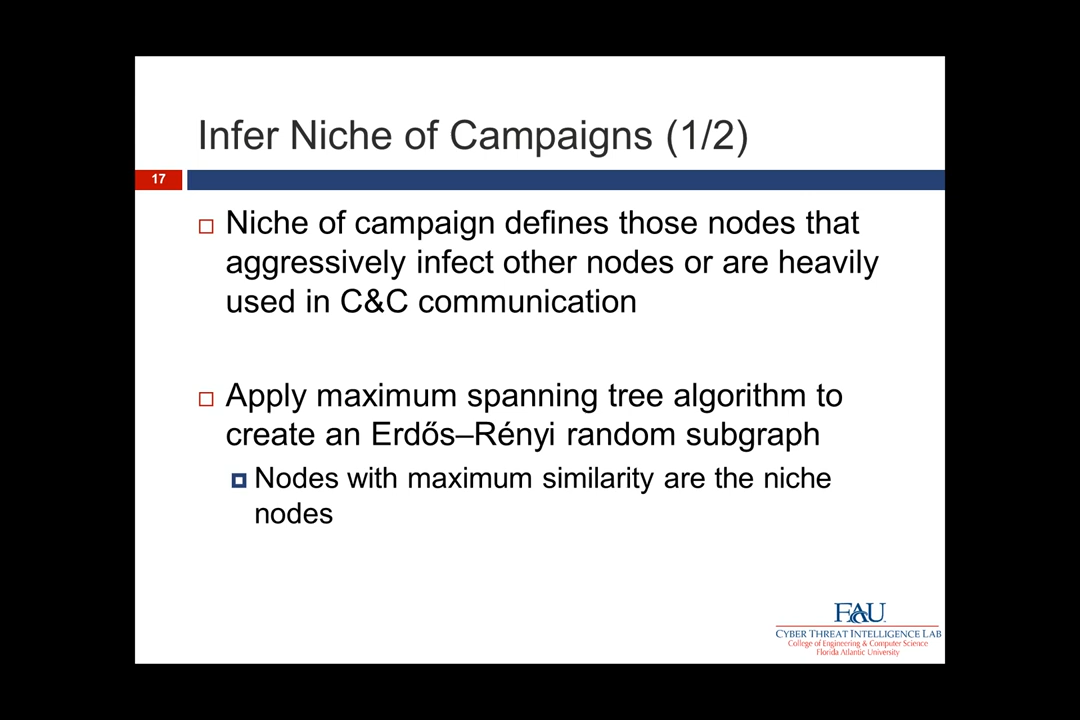 Infer Niche of Campaigns (1/2)
17
Niche of campaign defines those nodes that
aggressively infect other nodes or are heavily
used in C&C communication
Apply maximum spanning tree algorithm to
create an Erdős–Rényi random subgraph
Nodes with maximum similarity are the niche
nodes
FAU
CYBER THREAT INTELLIGENCE LAB
College of Engineering & Computer Science
Florida Atlantic University